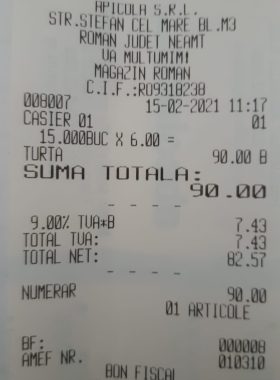 APICOLA S.R.L.
STR.STEFAN CEL MARE BL.M3
ROMAN JUDET NEAMT
VA MULTUMIM!
MAGAZIN ROMAN
C.I.F.:RO9318238
008007 15-02-2021 11:17
CASIER 01 01
15.000BUC X 6.00 =
TURTA 90.00 B
SUMA TOTALA:
90.00
- - - -
9.00% TVA*B 7.43
TOTAL TVA: 7.43
TOTAL NET: 82.57
- - - -
NUMERAR 90.00
01 ARTICOLE
BF: 000008
AMEF NR. 010310
BON FISCAL